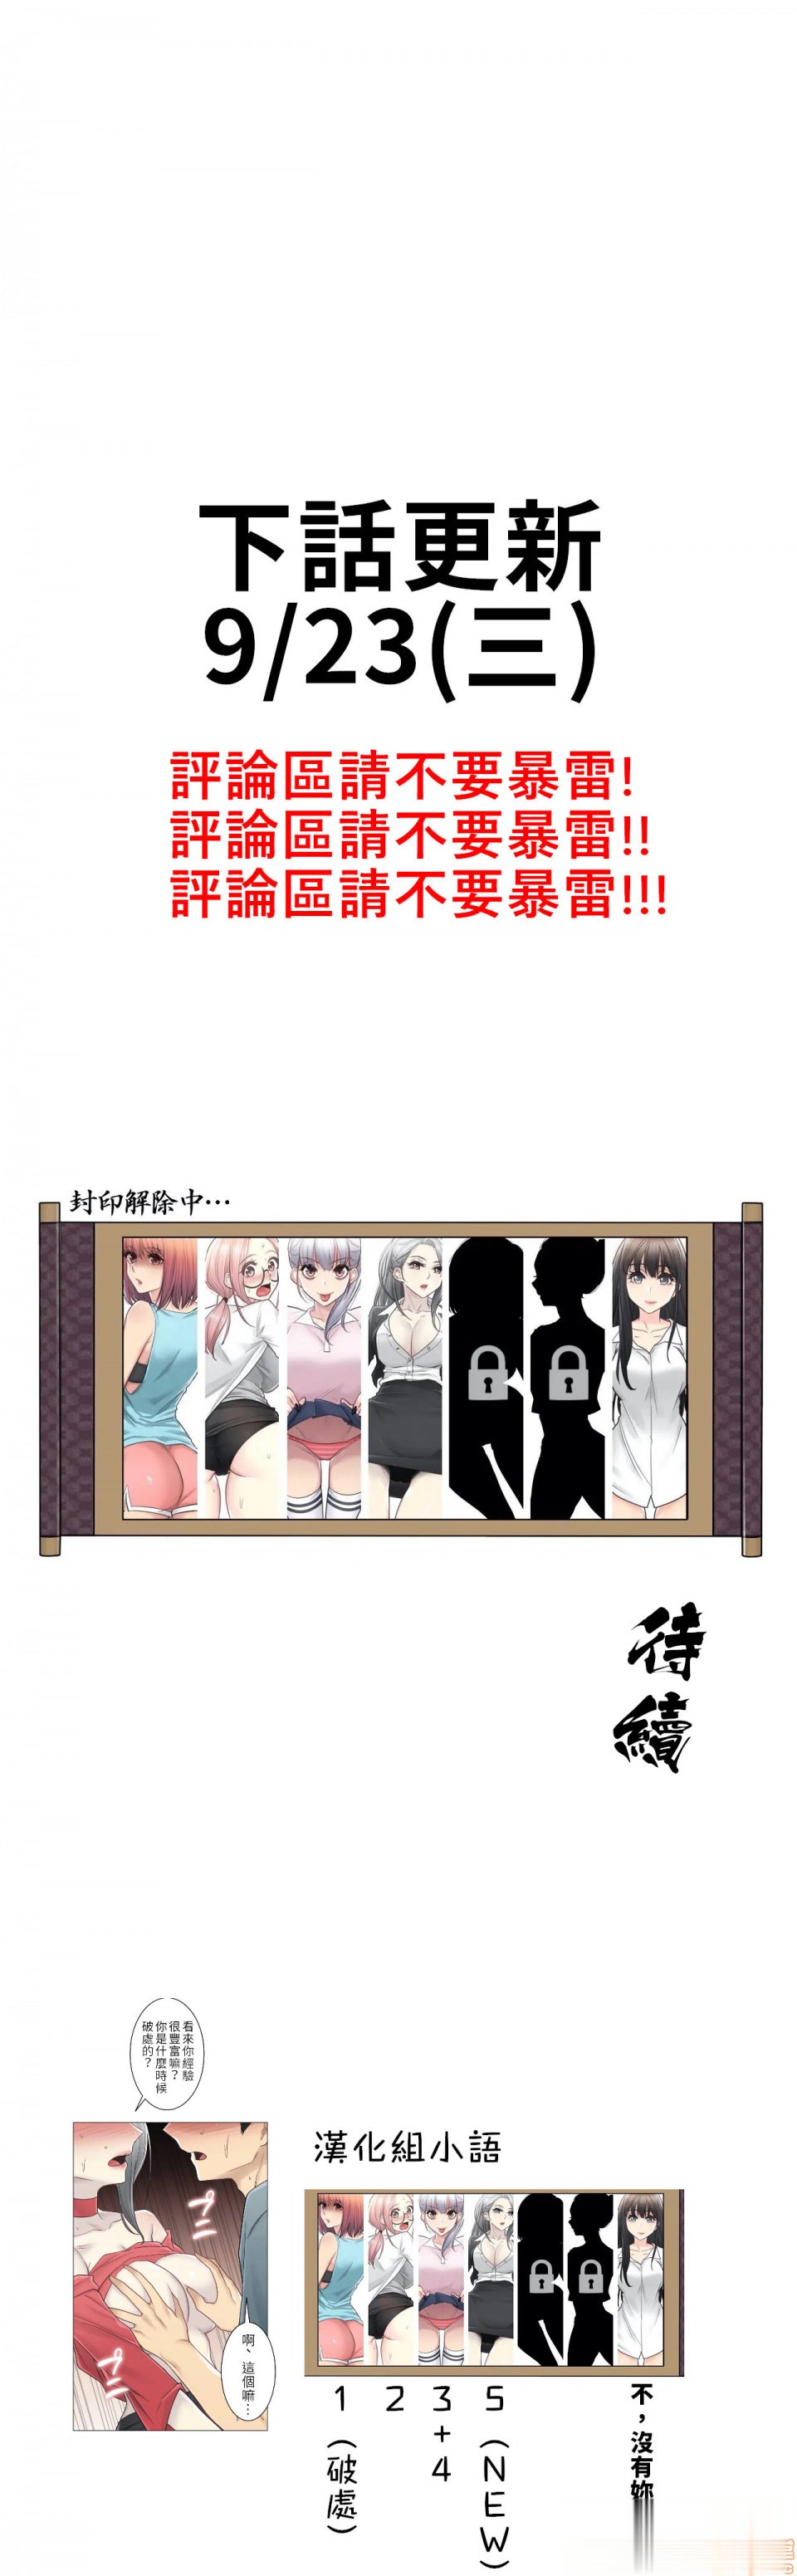 下話更新
9/23(三)
評論區請不要暴雷!
評論區請不要暴雷!!
評論區請不要暴雷!!!
封印解除中…
待續
看來你經驗
很豐富嘛?
你是什麼時候
破處的?
啊、這個嘛…
漢化組小語
1(破處)
2
3+4
5(NEW)
不,沒有妳